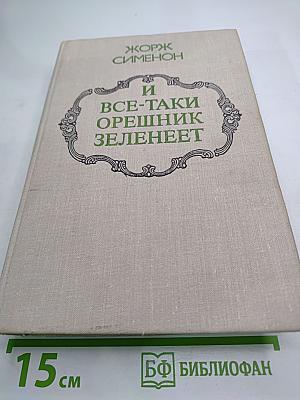 ЖОРЖ
СИМЕНОН
И
ВСЕ-ТАКИ
ОРЕШНИК
ЗЕЛЕНЕЕТ
15 см
БФ БИБЛИОФАН